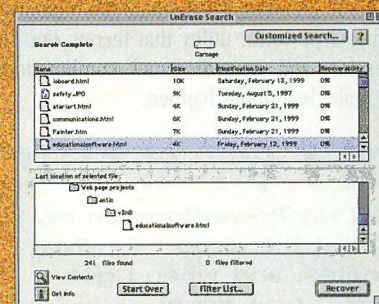 UnErase Search
Customized Search... ?
Search Complete
Carnage
Name Size Modification Date Recoverability
inboard.html 10K Saturday, February 13, 1999 0%
safety.JPG 9K Tuesday, August 5, 1997 0%
atariart.html 4K Sunday, February 21, 1999 0%
communications.html 6K Sunday, February 21, 1999 0%
Painter.htm 7K Sunday, February 21, 1999 0%
educationalsoftware.html 4K Friday, February 12, 1999 0%
Last location of selected file:
Web page projects
antic
v3n8
educationalsoftware.html
241 files found 0 files filtered
View Contents
Get Info
Start Over Filter List... Recover